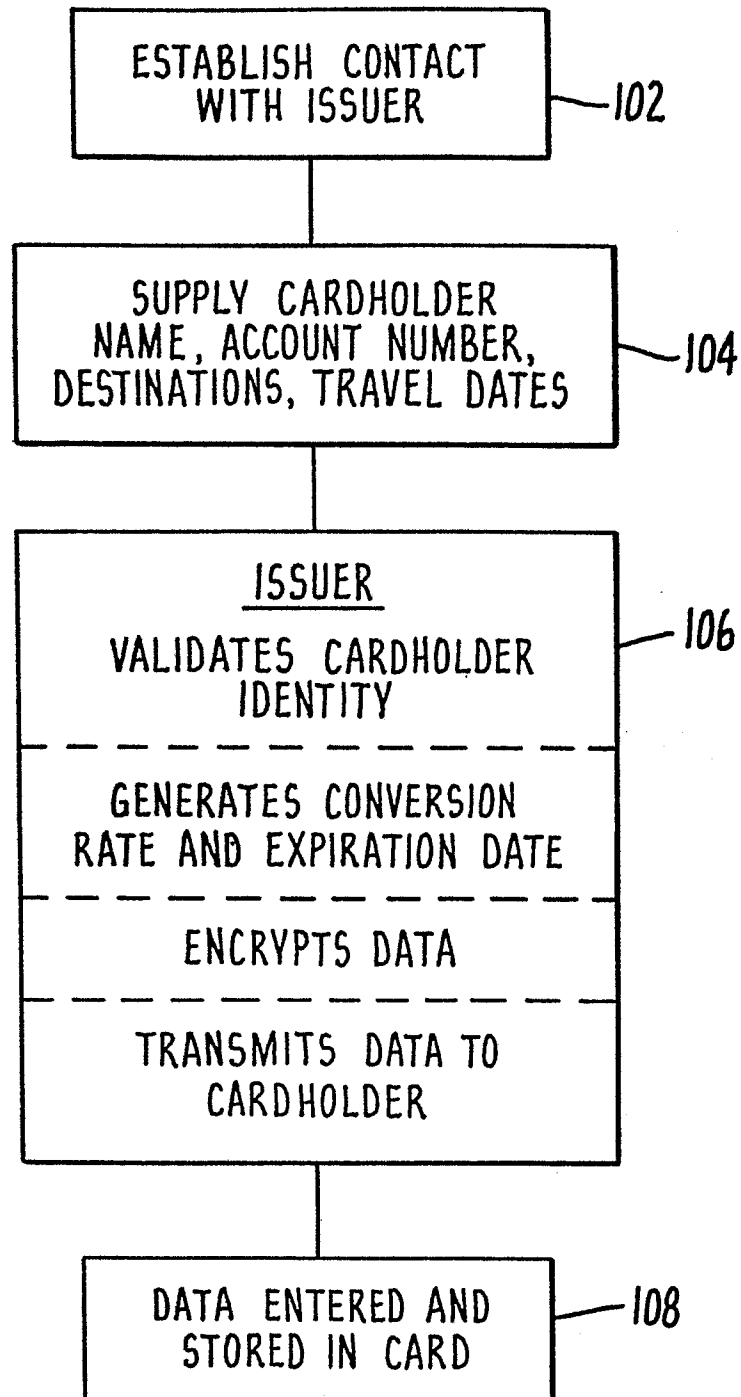 ESTABLISH CONTACT
WITH ISSUER
102
SUPPLY CARDHOLDER
NAME, ACCOUNT NUMBER,
DESTINATIONS, TRAVEL DATES
104
ISSUER
VALIDATES CARDHOLDER
IDENTITY
106
GENERATES CONVERSION
RATE AND EXPIRATION DATE
ENCRYPTS DATA
TRANSMITS DATA TO
CARDHOLDER
DATA ENTERED AND
STORED IN CARD
108